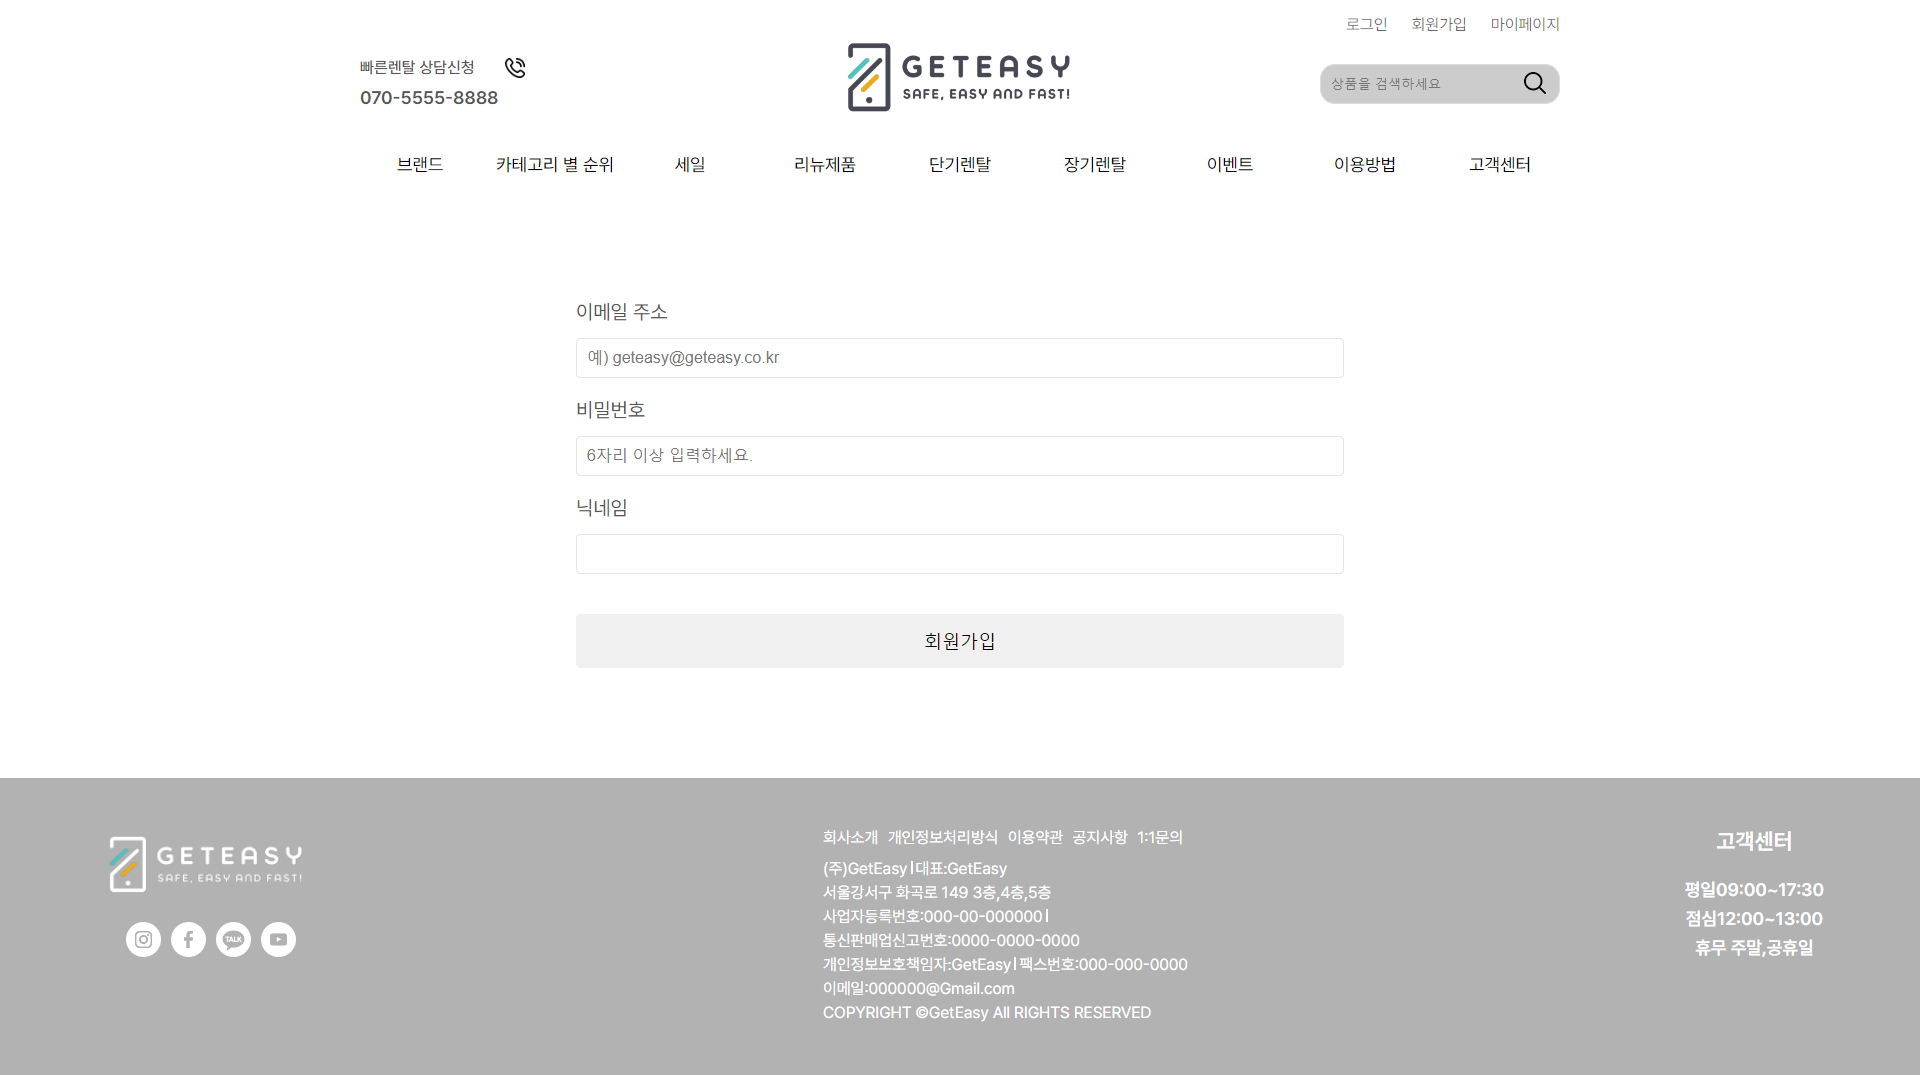 로그인 회원가입 마이페이지
빠른렌탈 상담신청
070-5555-8888
GETEASY
SAFE, EASY AND FAST!
상품을 검색하세요
브랜드 카테고리 별 순위 세일 리뉴제품 단기렌탈 장기렌탈 이벤트 이용방법 고객센터
이메일 주소
예) geteasy@geteasy.co.kr
비밀번호
6자리 이상 입력하세요.
닉네임
회원가입
GETEASY
SAFE, EASY AND FAST!
TALK
회사소개 개인정보처리방식 이용약관 공지사항 1:1문의
(주)GetEasy | 대표:GetEasy
서울강서구 화곡로 149 3층,4층,5층
사업자등록번호:000-00-000000 |
통신판매업신고번호:0000-0000-0000
개인정보보호책임자:GetEasy | 팩스번호:000-000-0000
이메일:000000@Gmail.com
COPYRIGHT ©GetEasy All RIGHTS RESERVED
고객센터
평일09:00~17:30
점심12:00~13:00
휴무 주말,공휴일